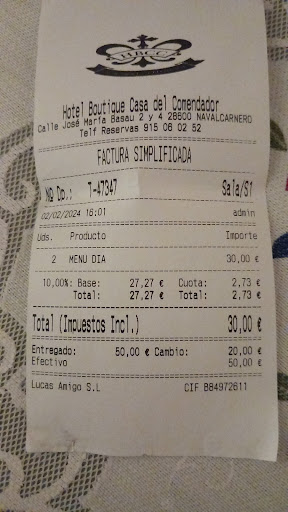 HBCC
Hotel Boutique Casa del Comendador
Calle José María Basau 2 y 4 28600 NAVALCARNERO
Telf Reservas 915 06 02 52
FACTURA SIMPLIFICADA
Nº Op.: T-47347 Sala/S1
02/02/2024 16:01 admin
Uds. Producto Importe
2 MENU DIA 30,00 €
10,00%: Base: 27,27 € Cuota: 2,73 €
Total: 27,27 € Total: 2,73 €
Total (Impuestos Incl.) 30,00 €
Entregado: 50,00 € Cambio: 20,00 €
Efectivo 50,00 €
Lucas Amigo S.L CIF B84972611